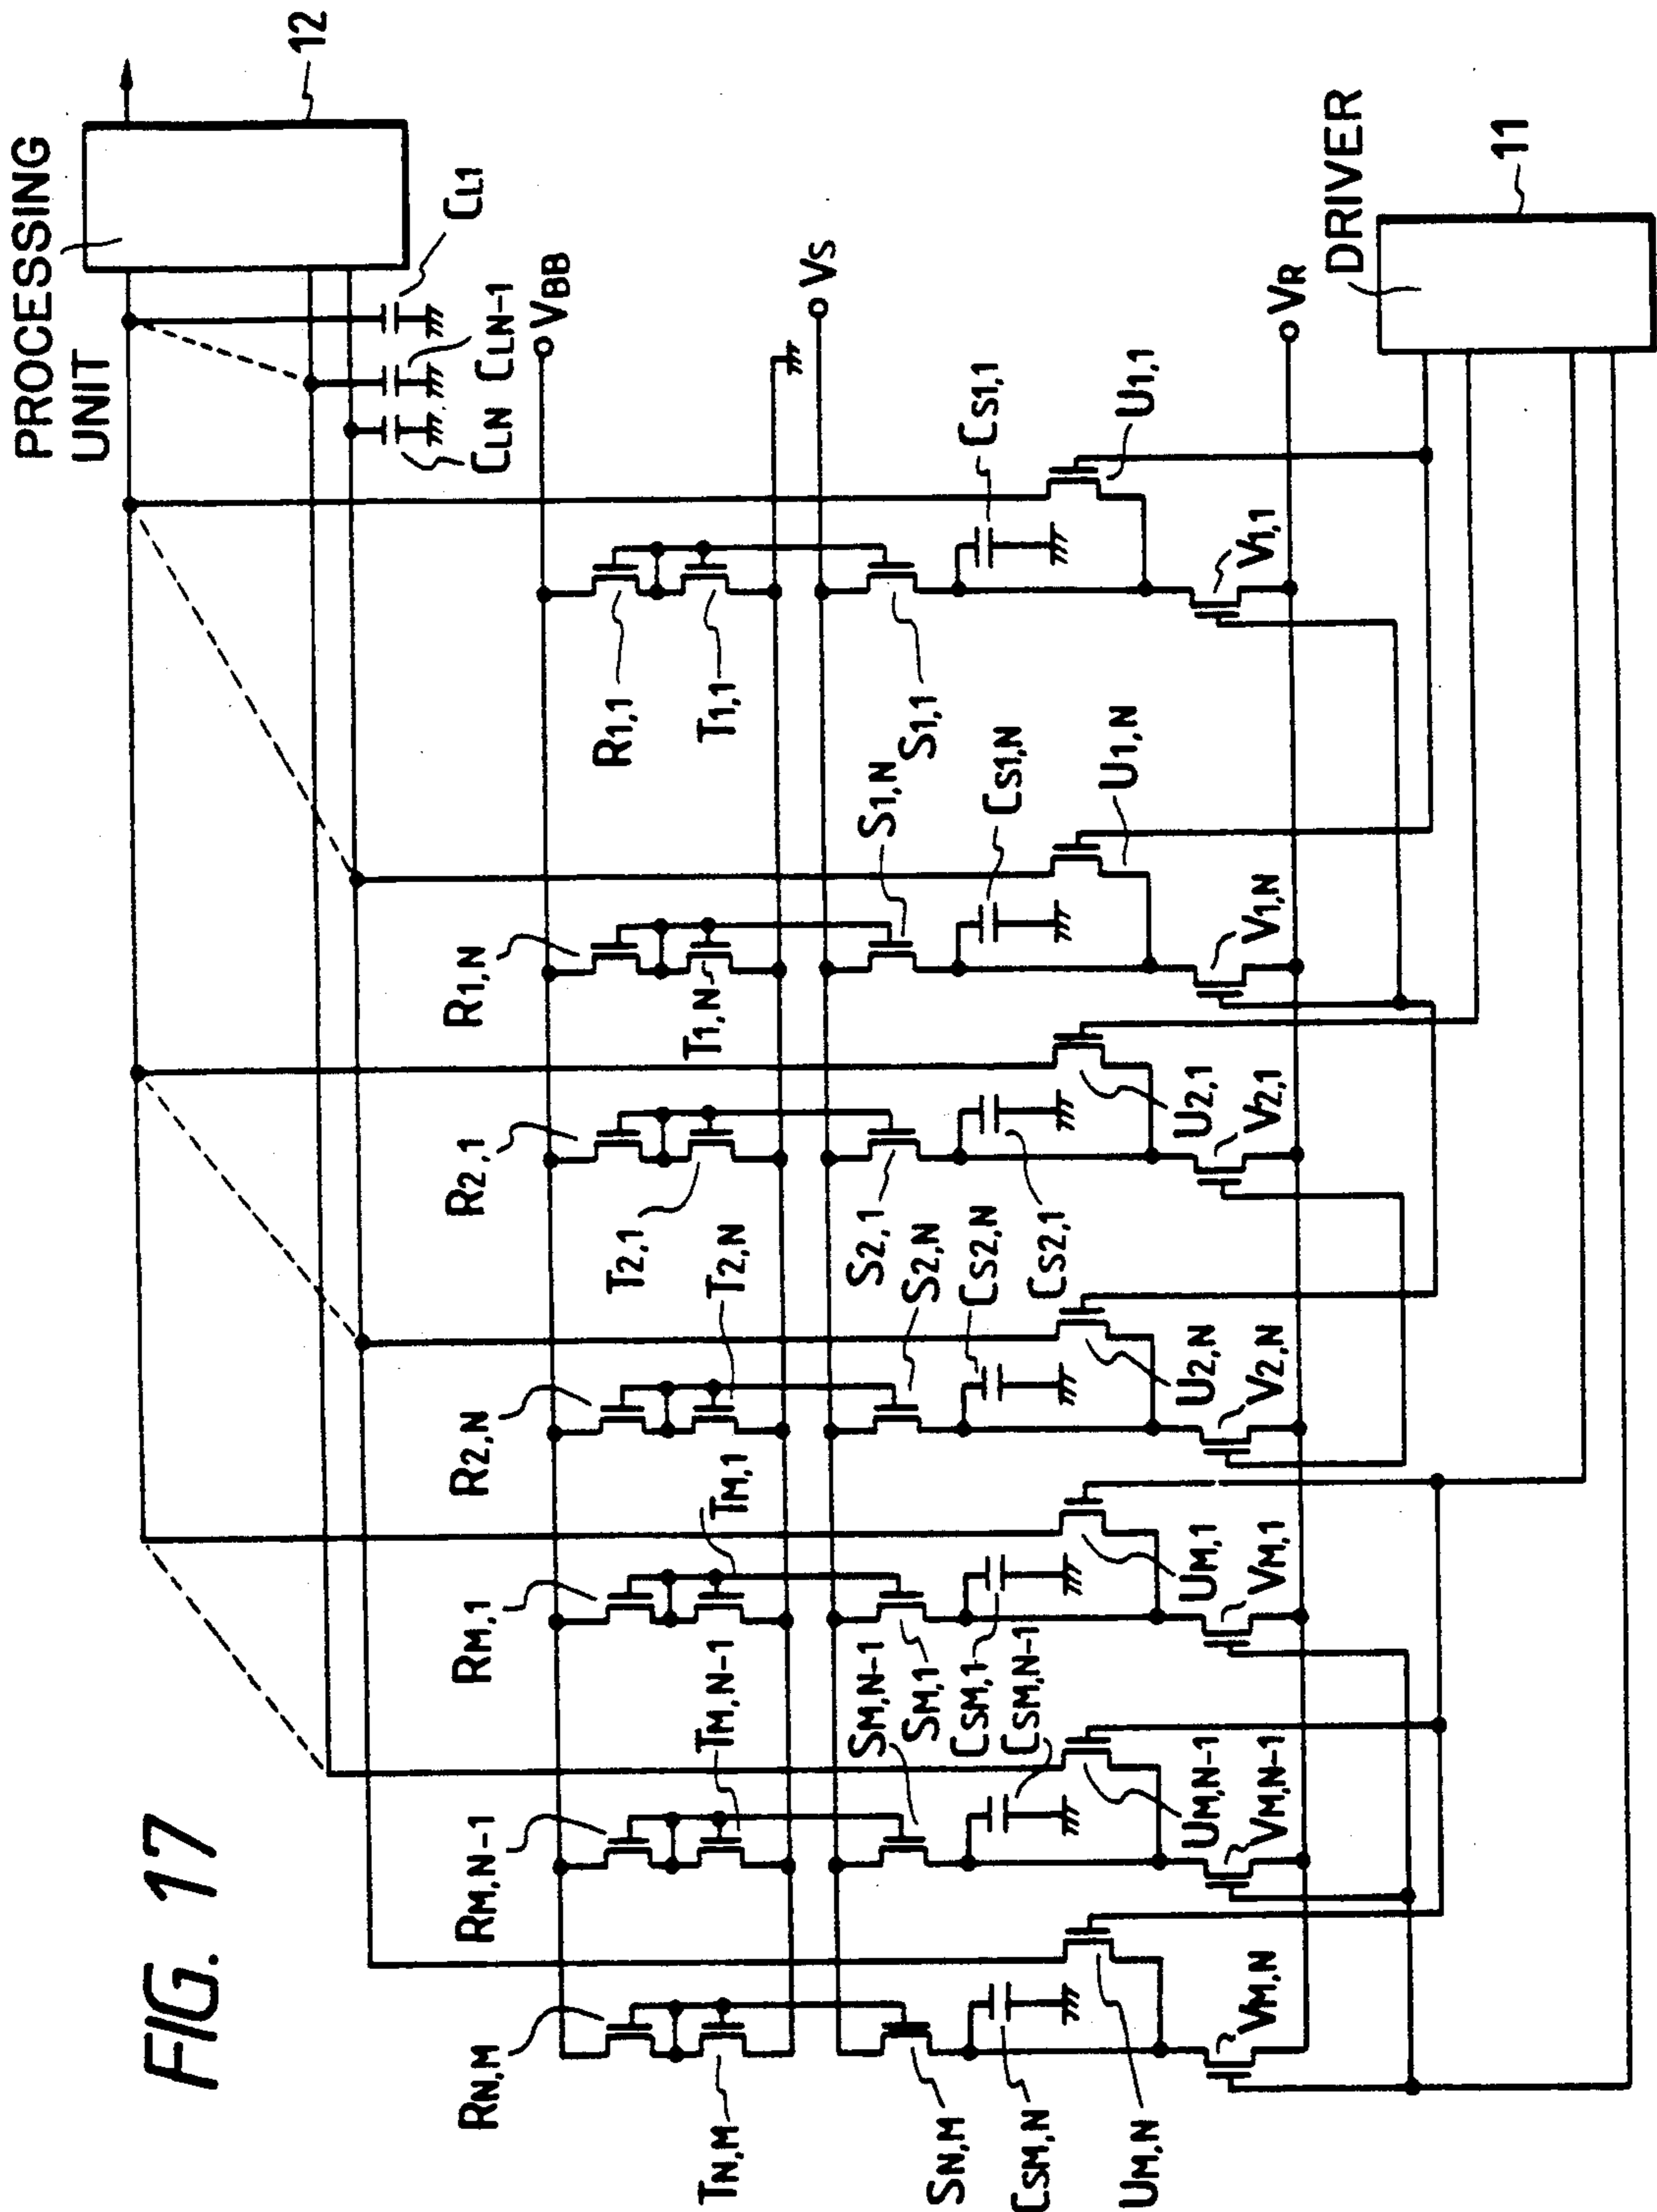 FIG. 17
PROCESSING
UNIT
12
CL1
CLN-1
CLN
VBB
VS
VR
DRIVER
11
RN,M
RM,N-1
RM,1
R2,N
R2,1
R1,N
R1,1
TN,M
TM,N-1
TM,1
T2,N
T2,1
T1,N
T1,1
SN,M
SM,N-1
SM,1
S2,N
S2,1
S1,N
S1,1
CSM,N
CSM,N-1
CSM,1
CS2,N
CS2,1
CS1,N
CS1,1
UM,N
UM,N-1
UM,1
U2,N
U2,1
U1,N
U1,1
VM,N
VM,N-1
VM,1
V2,N
V2,1
V1,N
V1,1